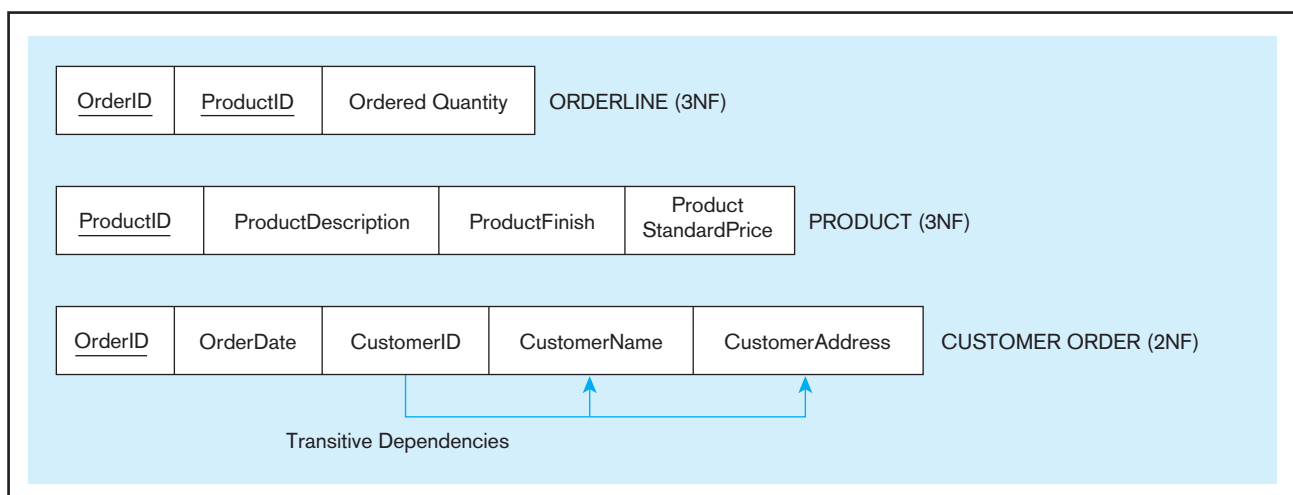 OrderID ProductID Ordered Quantity ORDERLINE (3NF)
ProductID ProductDescription ProductFinish Product
StandardPrice PRODUCT (3NF)
OrderID OrderDate CustomerID CustomerName CustomerAddress CUSTOMER ORDER (2NF)
Transitive Dependencies